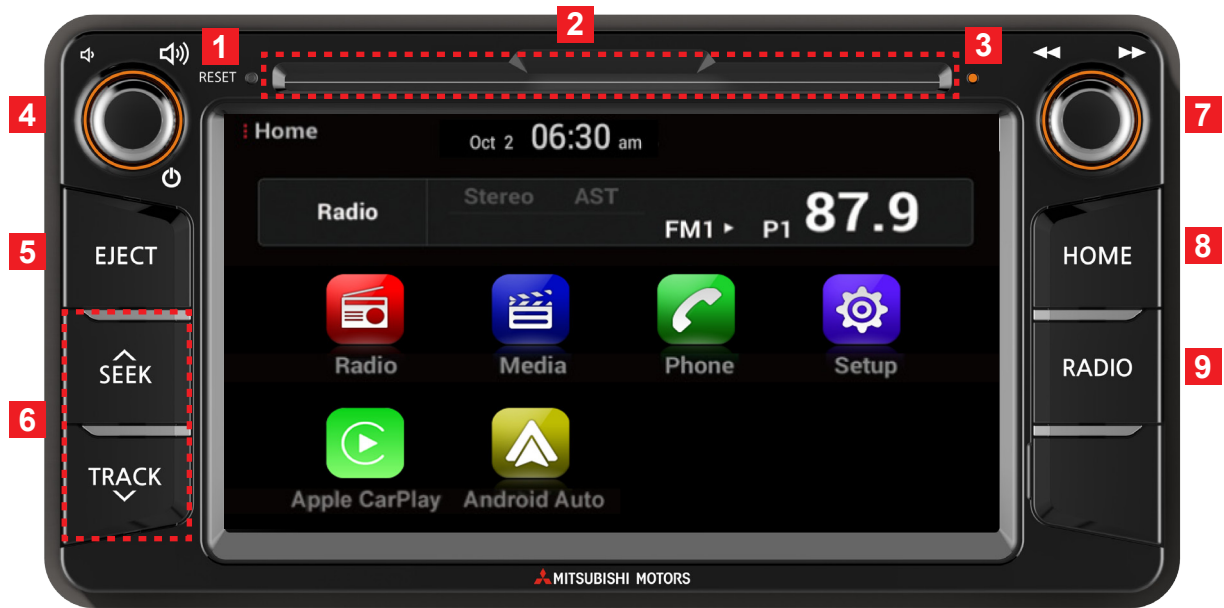 2
1
3
RESET
4
7
Home
Oct 2 06:30 am
Radio
Stereo AST
FM1 P1 87.9
5
EJECT
HOME
8
Radio Media Phone Setup
6
SEEK
RADIO
9
TRACK
Apple CarPlay Android Auto
MITSUBISHI MOTORS